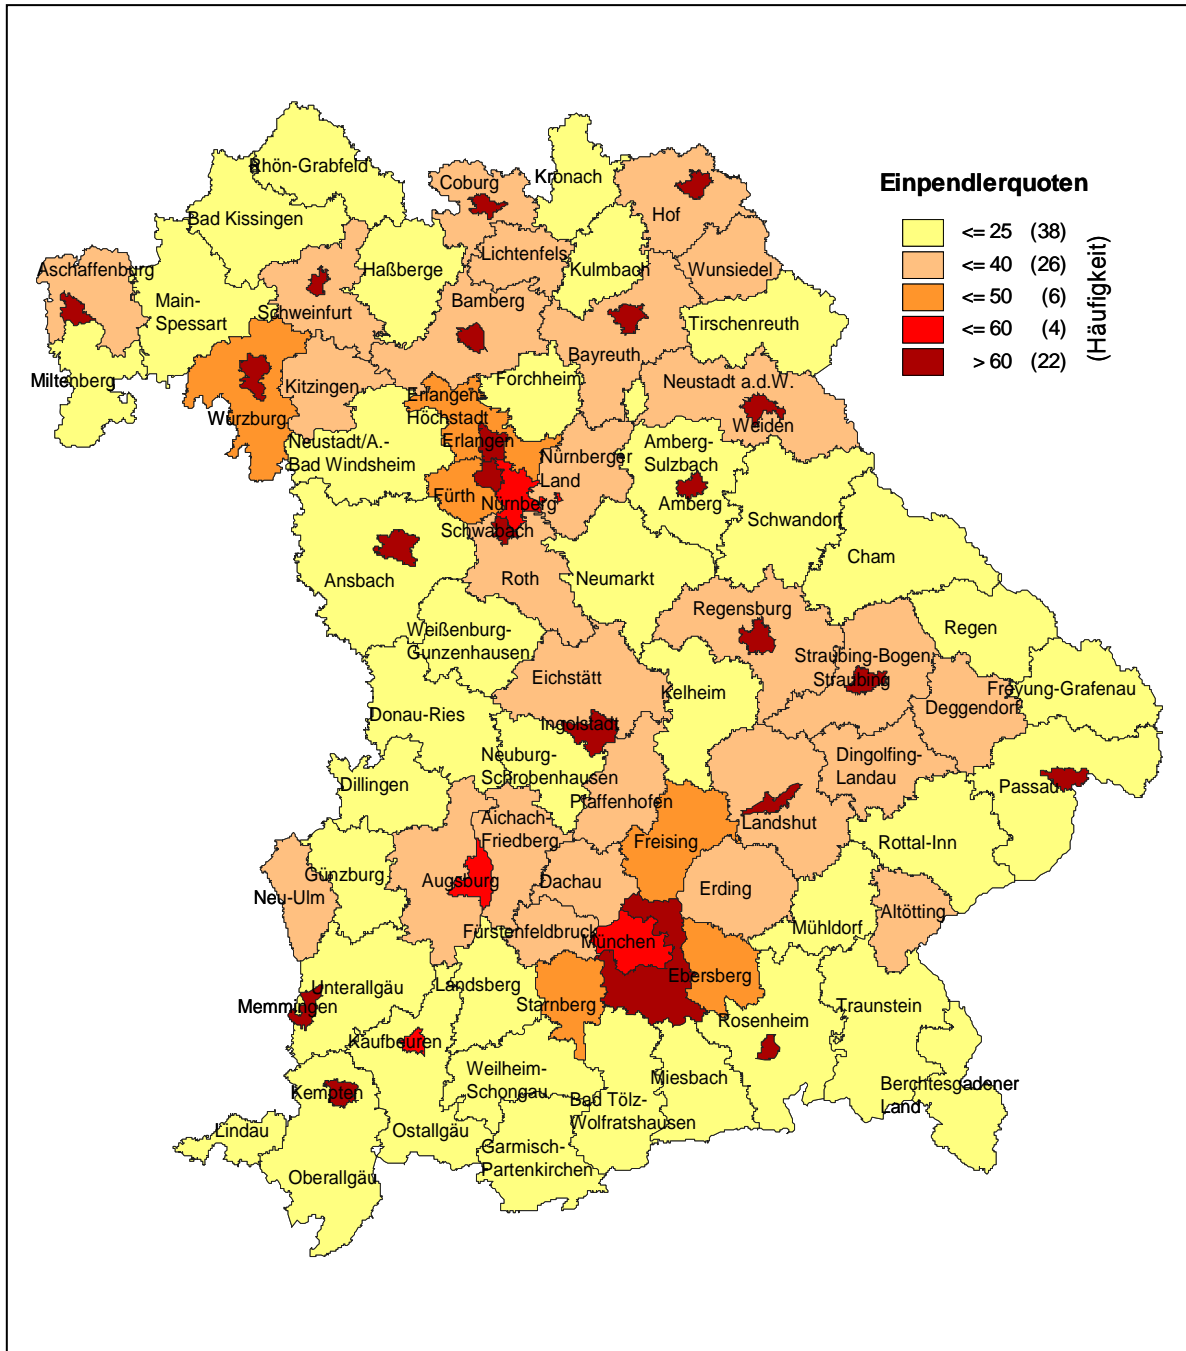 Einpendlerquoten
<= 25 (38)
<= 40 (26)
<= 50 (6)
<= 60 (4)
> 60 (22)
(Häufigkeit)
Rhön-Grabfeld
Coburg
Kronach
Hof
Bad Kissingen
Lichtenfels
Haßberge
Kulmbach
Wunsiedel
Aschaffenburg
Main-
Spessart
Schweinfurt
Bamberg
Tirschenreuth
Bayreuth
Miltenberg
Kitzingen
Forchheim
Neustadt a.d.W.
Würzburg
Erlangen-
Höchstadt
Weiden
Neustadt/A.-
Bad Windsheim
Erlangen
Nürnberger
Land
Amberg-
Sulzbach
Fürth
Nürnberg
Amberg
Schwabach
Schwandorf
Ansbach
Roth
Neumarkt
Cham
Regensburg
Weißenburg-
Gunzenhausen
Regen
Straubing-Bogen
Straubing
Eichstätt
Kelheim
Freyung-Grafenau
Deggendorf
Donau-Ries
Ingolstadt
Neuburg-
Schrobenhausen
Dingolfing-
Landau
Dillingen
Passau
Pfaffenhofen
Aichach-
Friedberg
Landshut
Freising
Rottal-Inn
Günzburg
Augsburg
Dachau
Erding
Neu-Ulm
Altötting
Fürstenfeldbruck
München
Mühldorf
Ebersberg
Unterallgäu
Landsberg
Memmingen
Starnberg
Rosenheim
Traunstein
Kaufbeuren
Weilheim-
Schongau
Miesbach
Kempten
Bad Tölz-
Wolfratshausen
Berchtesgadener
Land
Lindau
Ostallgäu
Garmisch-
Partenkirchen
Oberallgäu